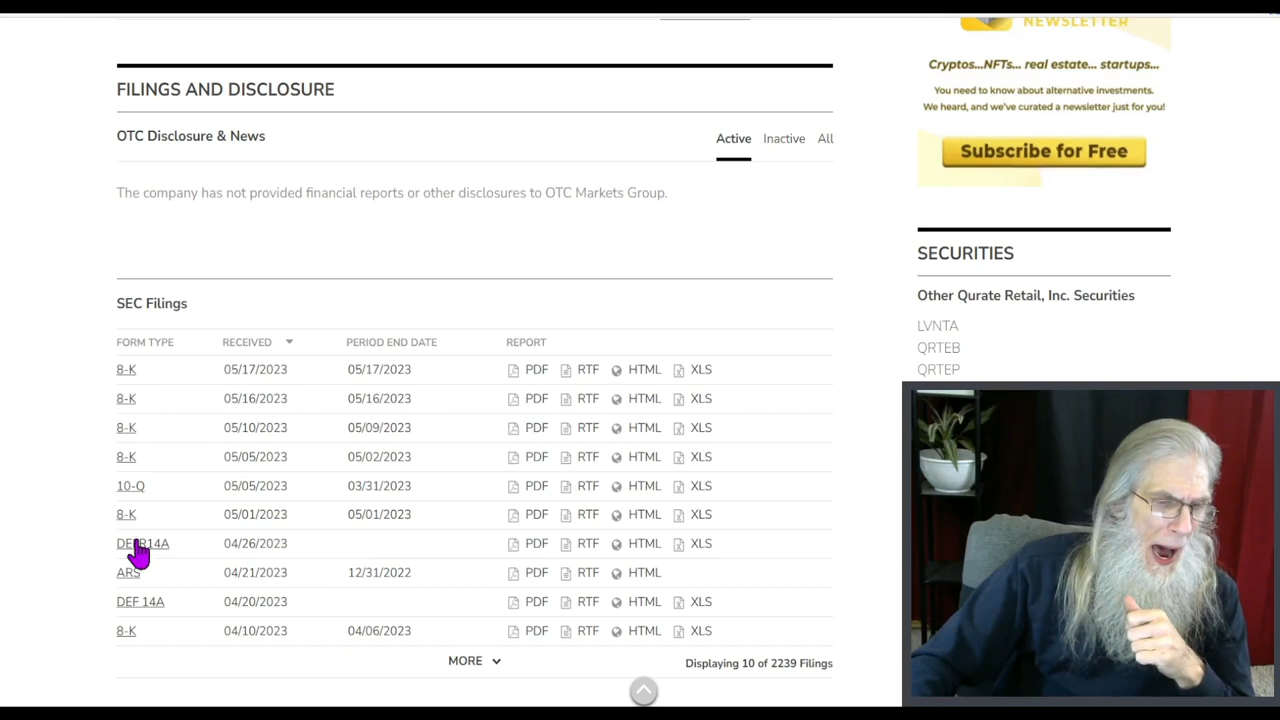 NEWSLETTER
Cryptos...NFTs... real estate... startups...
You need to know about alternative investments.
We heard, and we've curated a newsletter just for you!
Subscribe for Free
FILINGS AND DISCLOSURE
OTC Disclosure & News
Active Inactive All
The company has not provided financial reports or other disclosures to OTC Markets Group.
SEC Filings
FORM TYPE RECEIVED PERIOD END DATE REPORT
8-K 05/17/2023 05/17/2023 PDF RTF HTML XLS
8-K 05/16/2023 05/16/2023 PDF RTF HTML XLS
8-K 05/10/2023 05/09/2023 PDF RTF HTML XLS
8-K 05/05/2023 05/02/2023 PDF RTF HTML XLS
10-Q 05/05/2023 03/31/2023 PDF RTF HTML XLS
8-K 05/01/2023 05/01/2023 PDF RTF HTML XLS
04/26/2023 PDF RTF HTML XLS
ARS 04/21/2023 12/31/2022 PDF RTF HTML
DEF 14A 04/20/2023 PDF RTF HTML XLS
8-K 04/10/2023 04/06/2023 PDF RTF HTML XLS
MORE
Displaying 10 of 2239 Filings
SECURITIES
Other Qurate Retail, Inc. Securities
LVNTA
QRTEB
QRTEP